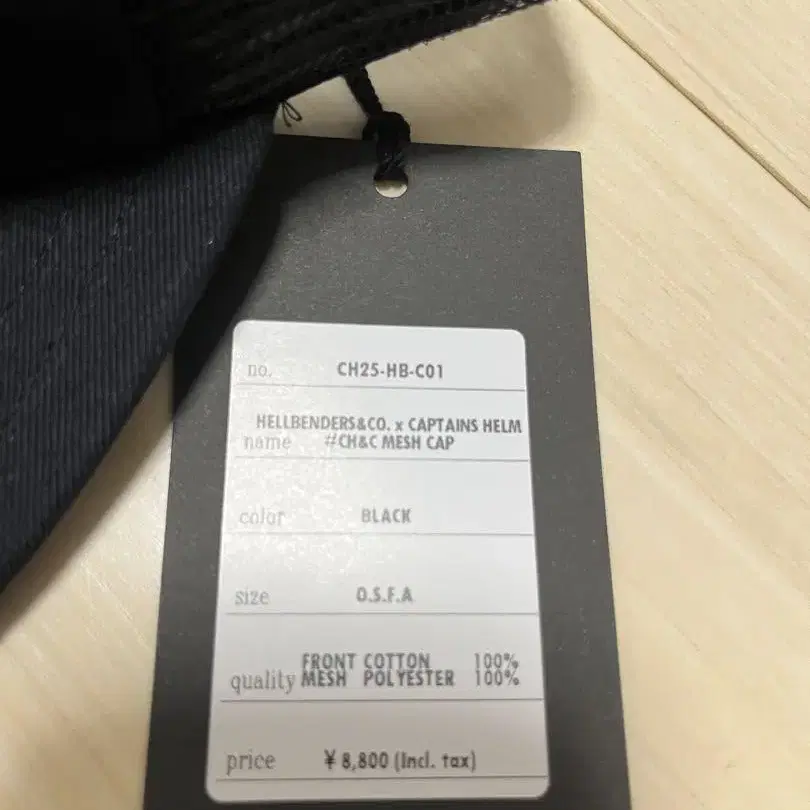 no. CH25-HB-C01
HELLBENDERS&CO. x CAPTAINS HELM
name #CH&C MESH CAP
color BLACK
size O.S.F.A
FRONT COTTON 100%
quality MESH POLYESTER 100%
price ¥8,800 (Incl. tax)